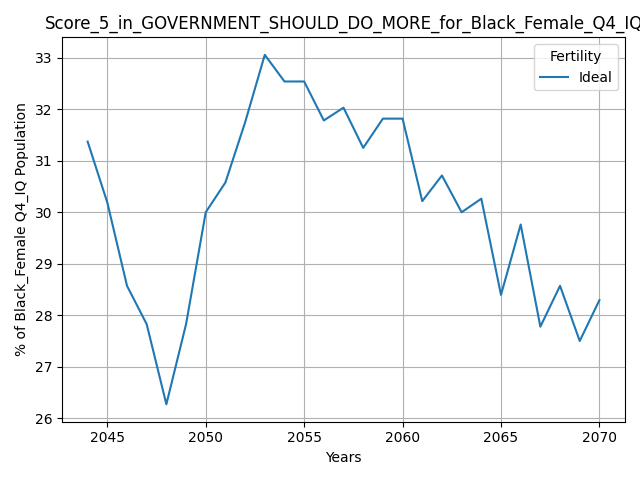 Score_5_in_GOVERNMENT_SHOULD_DO_MORE_for_Black_Female_Q4_IQ
Fertility
Ideal
% of Black_Female Q4_IQ Population
33
32
31
30
29
28
27
26
2045 2050 2055 2060 2065 2070
Years